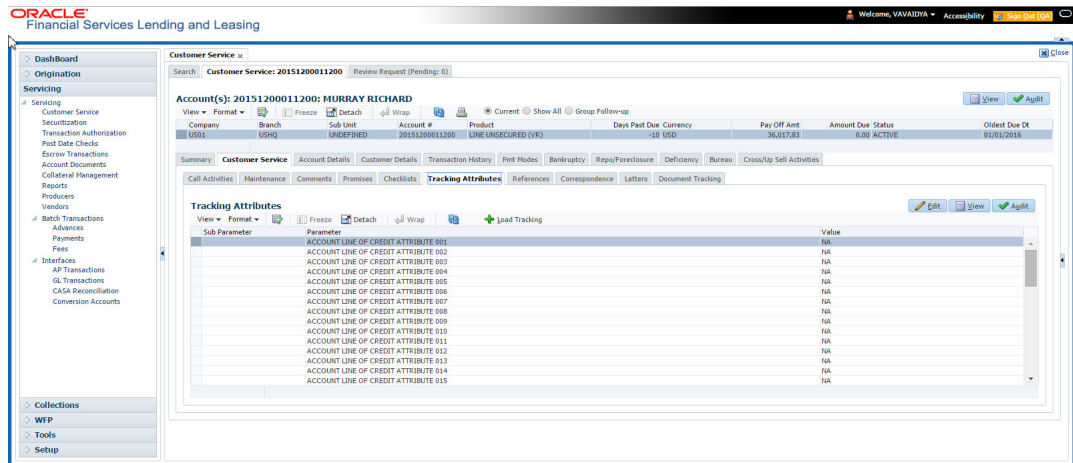 ORACLE
Financial Services Lending and Leasing
Welcome, VAVAIDYA Accessibility Sign Out (QA
Close
DashBoard
Origination
Servicing
Servicing
Customer Service
Securitization
Transaction Authorization
Post Date Checks
Escrow Transactions
Account Documents
Collateral Management
Reports
Producers
Vendors
Batch Transactions
Advances
Payments
Fees
Interfaces
AP Transactions
GL Transactions
CASA Reconciliation
Conversion Accounts
Collections
WFP
Tools
Setup
Customer Service x
Search Customer Service: 20151200011200 Review Request (Pending: 0)
Account(s): 20151200011200: MURRAY RICHARD
View Audit
View Format Freeze Detach Wrap Current Show All Group Follow-up
Company Branch Sub Unit Account # Product Days Past Due Currency Pay Off Amt Amount Due Status Oldest Due Dt
US01 USHQ UNDEFINED 20151200011200 LINE UNSECURED (VR) -10 USD 36,017.83 0.00 ACTIVE 01/01/2016
Summary Customer Service Account Details Customer Details Transaction History Pmt Modes Bankruptcy Repo/Foreclosure Deficiency Bureau Cross/Up Sell Activities
Call Activities Maintenance Comments Promises Checklists Tracking Attributes References Correspondence Letters Document Tracking
Tracking Attributes
Edit View Audit
View Format Freeze Detach Wrap Load Tracking
Sub Parameter Parameter Value
ACCOUNT LINE OF CREDIT ATTRIBUTE 001 NA
ACCOUNT LINE OF CREDIT ATTRIBUTE 002 NA
ACCOUNT LINE OF CREDIT ATTRIBUTE 003 NA
ACCOUNT LINE OF CREDIT ATTRIBUTE 004 NA
ACCOUNT LINE OF CREDIT ATTRIBUTE 005 NA
ACCOUNT LINE OF CREDIT ATTRIBUTE 006 NA
ACCOUNT LINE OF CREDIT ATTRIBUTE 007 NA
ACCOUNT LINE OF CREDIT ATTRIBUTE 008 NA
ACCOUNT LINE OF CREDIT ATTRIBUTE 009 NA
ACCOUNT LINE OF CREDIT ATTRIBUTE 010 NA
ACCOUNT LINE OF CREDIT ATTRIBUTE 011 NA
ACCOUNT LINE OF CREDIT ATTRIBUTE 012 NA
ACCOUNT LINE OF CREDIT ATTRIBUTE 013 NA
ACCOUNT LINE OF CREDIT ATTRIBUTE 014 NA
ACCOUNT LINE OF CREDIT ATTRIBUTE 015 NA